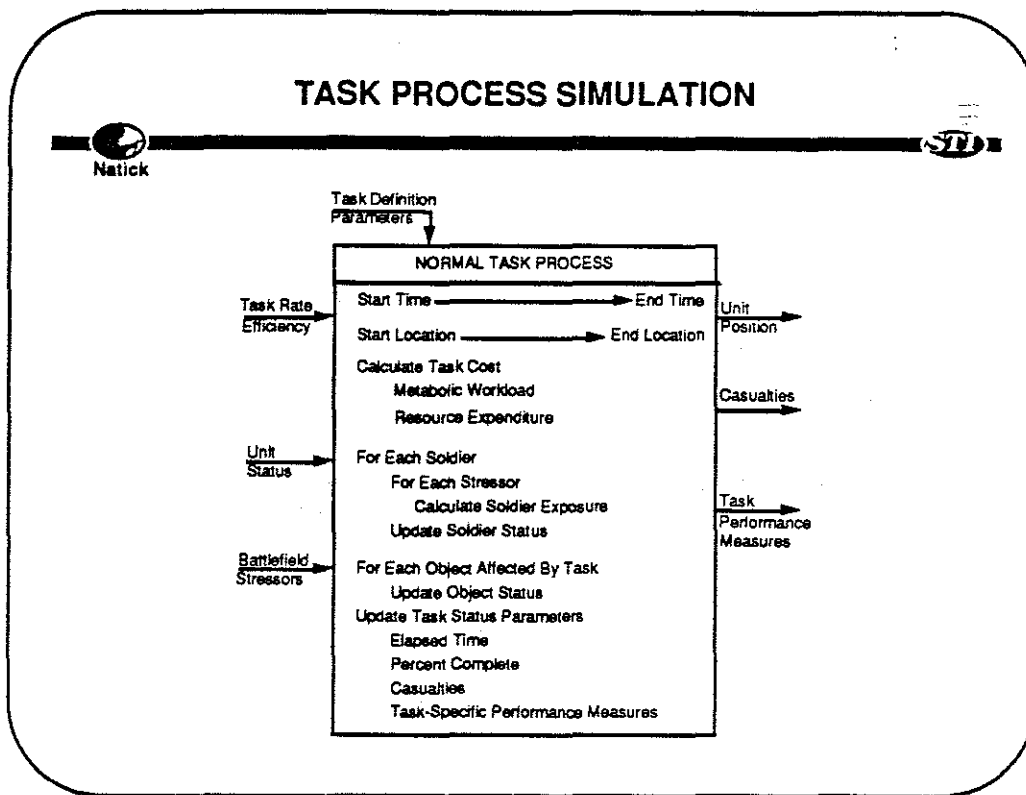 TASK PROCESS SIMULATION
Natick
STI
Task Definition
Parameters
NORMAL TASK PROCESS
Task Rate
Efficiency
Unit
Status
Battlefield
Stressors
Start Time End Time
Start Location End Location
Calculate Task Cost
Metabolic Workload
Resource Expenditure
For Each Soldier
For Each Stressor
Calculate Soldier Exposure
Update Soldier Status
For Each Object Affected By Task
Update Object Status
Update Task Status Parameters
Elapsed Time
Percent Complete
Casualties
Task-Specific Performance Measures
Unit
Position
Casualties
Task
Performance
Measures